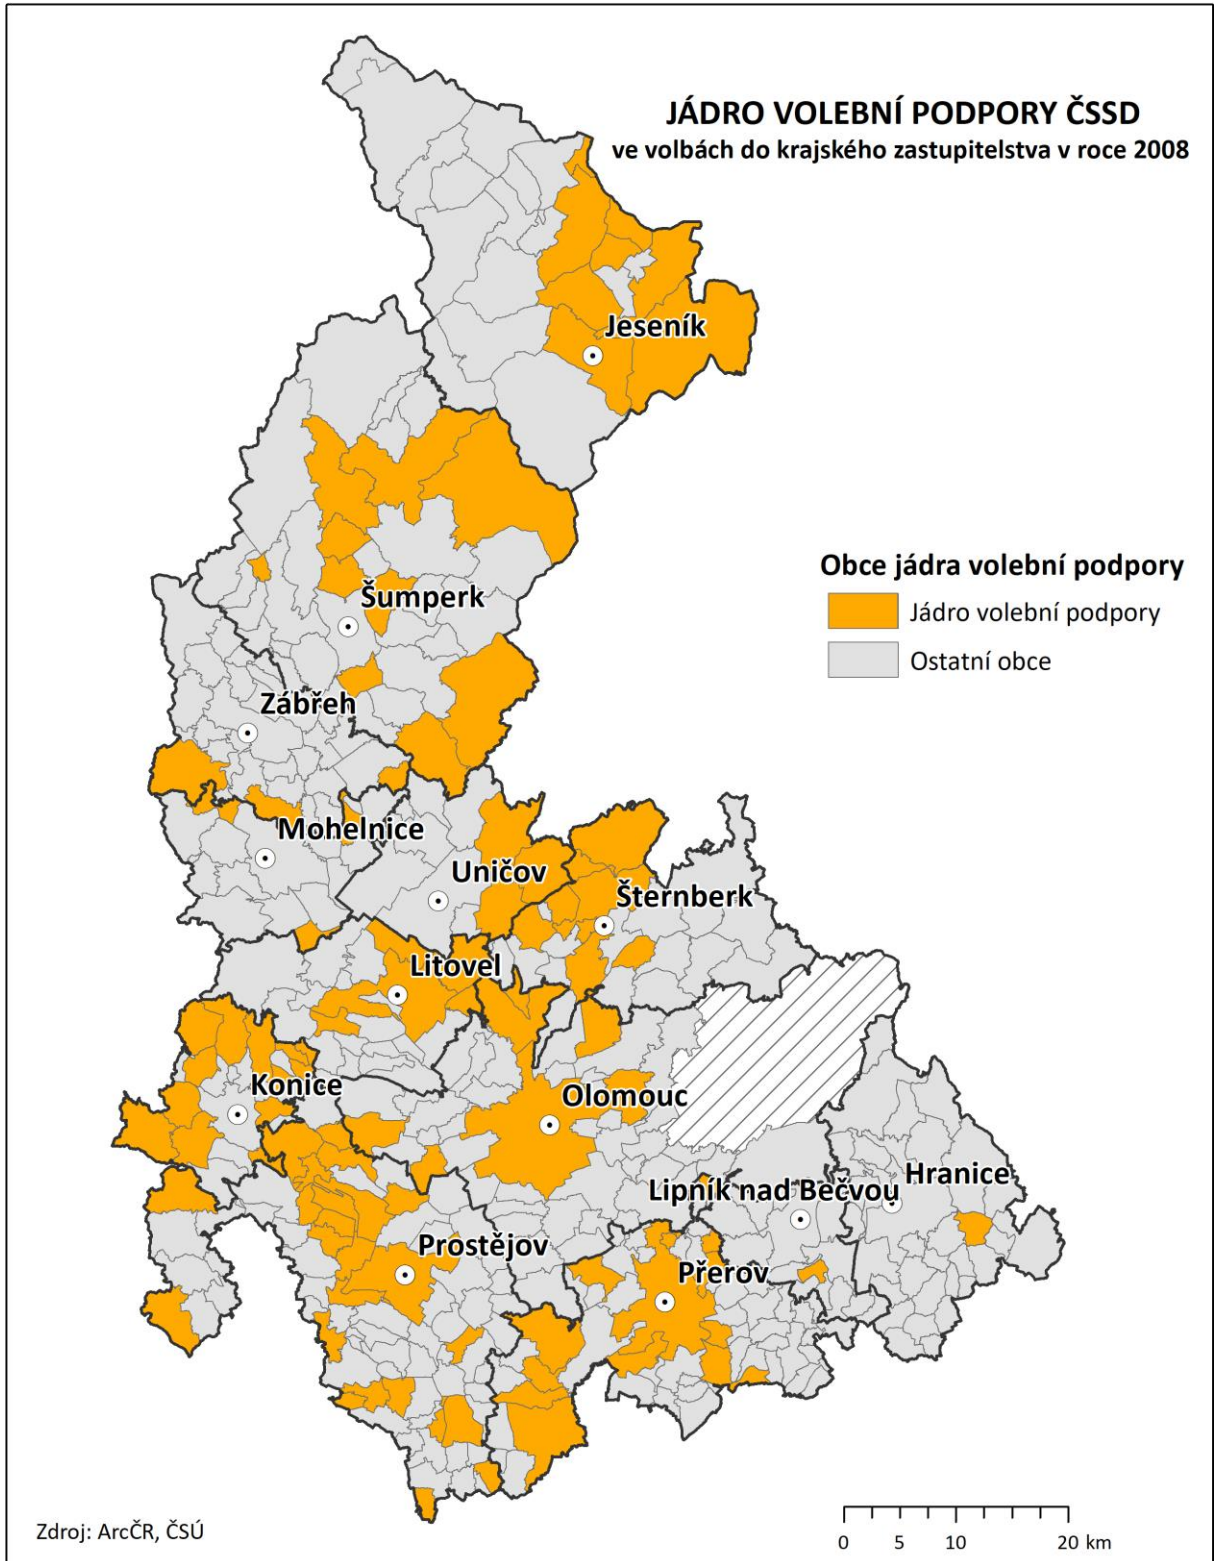 JÁDRO VOLEBNÍ PODPORY ČSSD
ve volbách do krajského zastupitelstva v roce 2008
Jeseník
Obce jádra volební podpory
Jádro volební podpory
Ostatní obce
Šumperk
Zábřeh
Mohelnice
Uničov
Šternberk
Litovel
Konice
Olomouc
Hranice
Lipník nad Bečvou
Prostějov
Přerov
Zdroj: ArcČR, ČSÚ
0 5 10 20 km